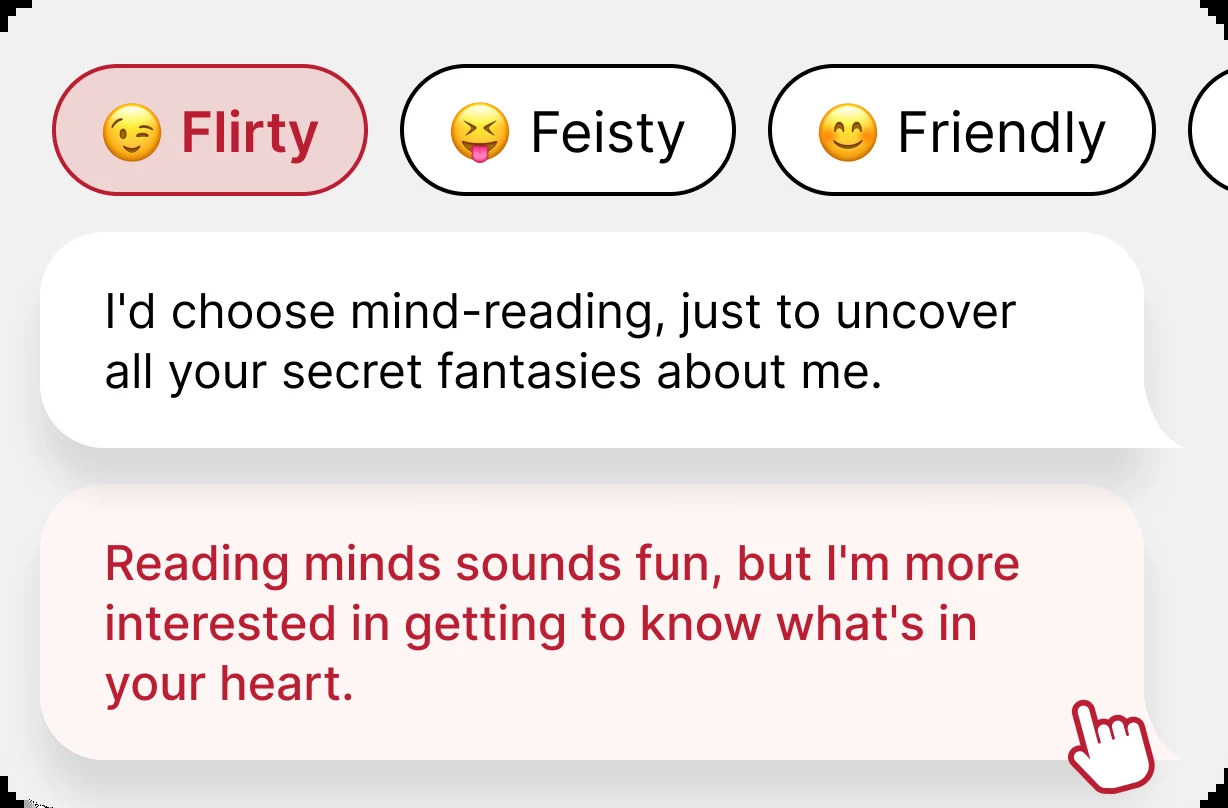 😉 Flirty 😝 Feisty 😊 Friendly
I'd choose mind-reading, just to uncover
all your secret fantasies about me.
Reading minds sounds fun, but I'm more
interested in getting to know what's in
your heart.